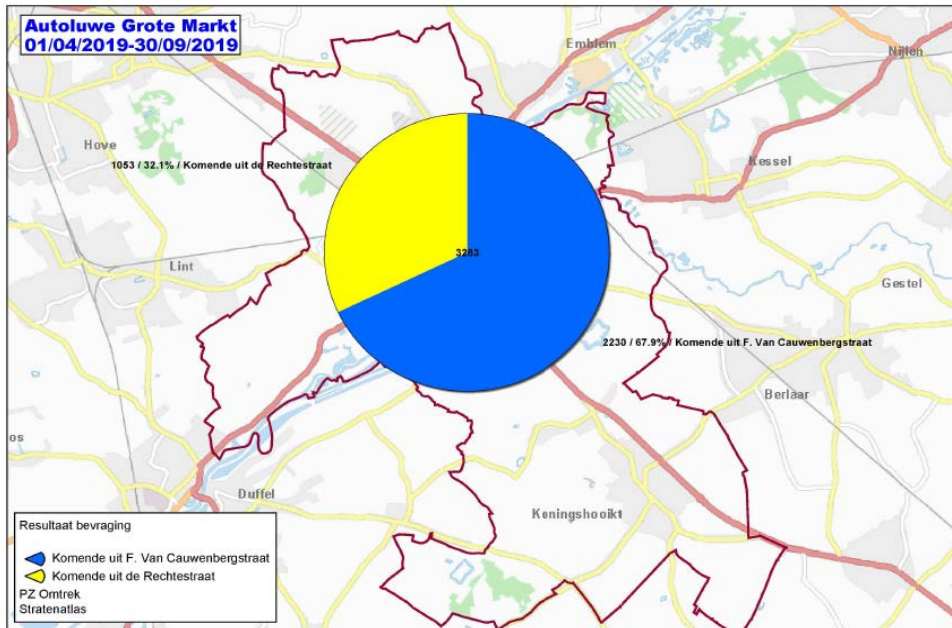 Autoluwe Grote Markt
01/04/2019-30/09/2019
Emblem
Nijlen
Hove
1053 / 32.1% / Komende uit de Rechtestraat
Kessel
3283
Lint
Gestel
2230 / 67.9% / Komende uit F. Van Cauwenbergstraat
Berlaar
os
Duffel
Koningshooikt
Resultaat bevraging
Komende uit F. Van Cauwenbergstraat
Komende uit de Rechtestraat
PZ Omtrek
Stratenatlas